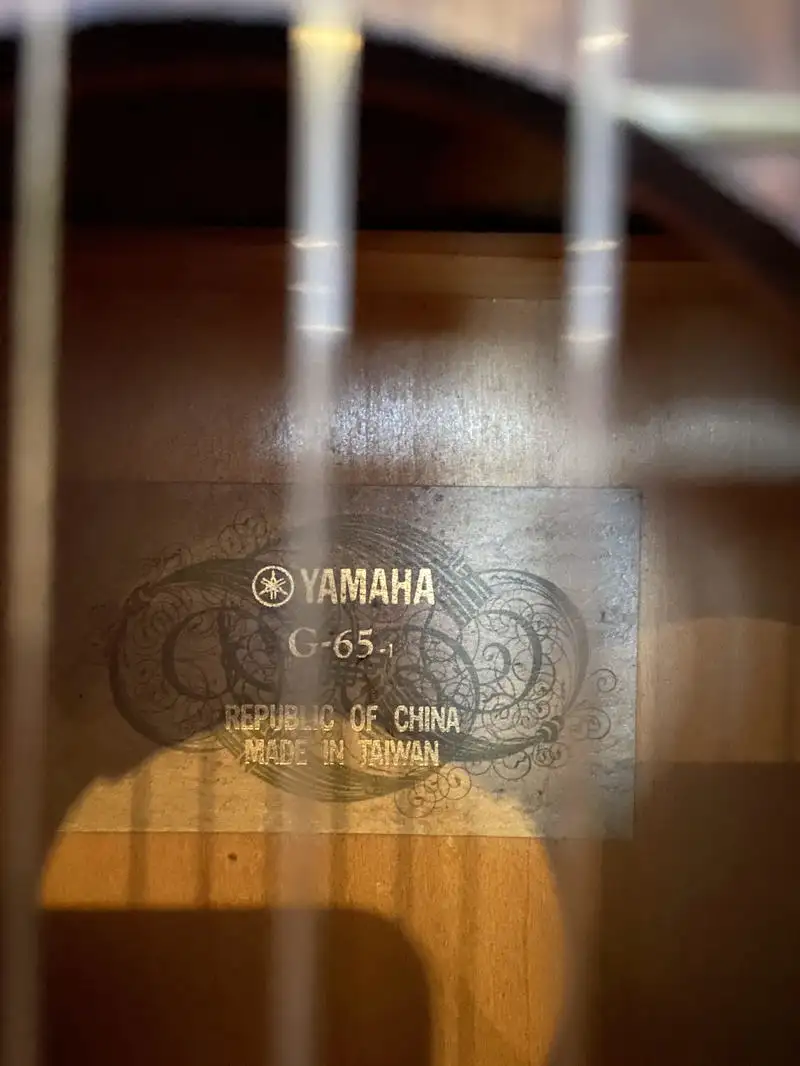 YAMAHA
G-65-1
REPUBLIC OF CHINA
MADE IN TAIWAN